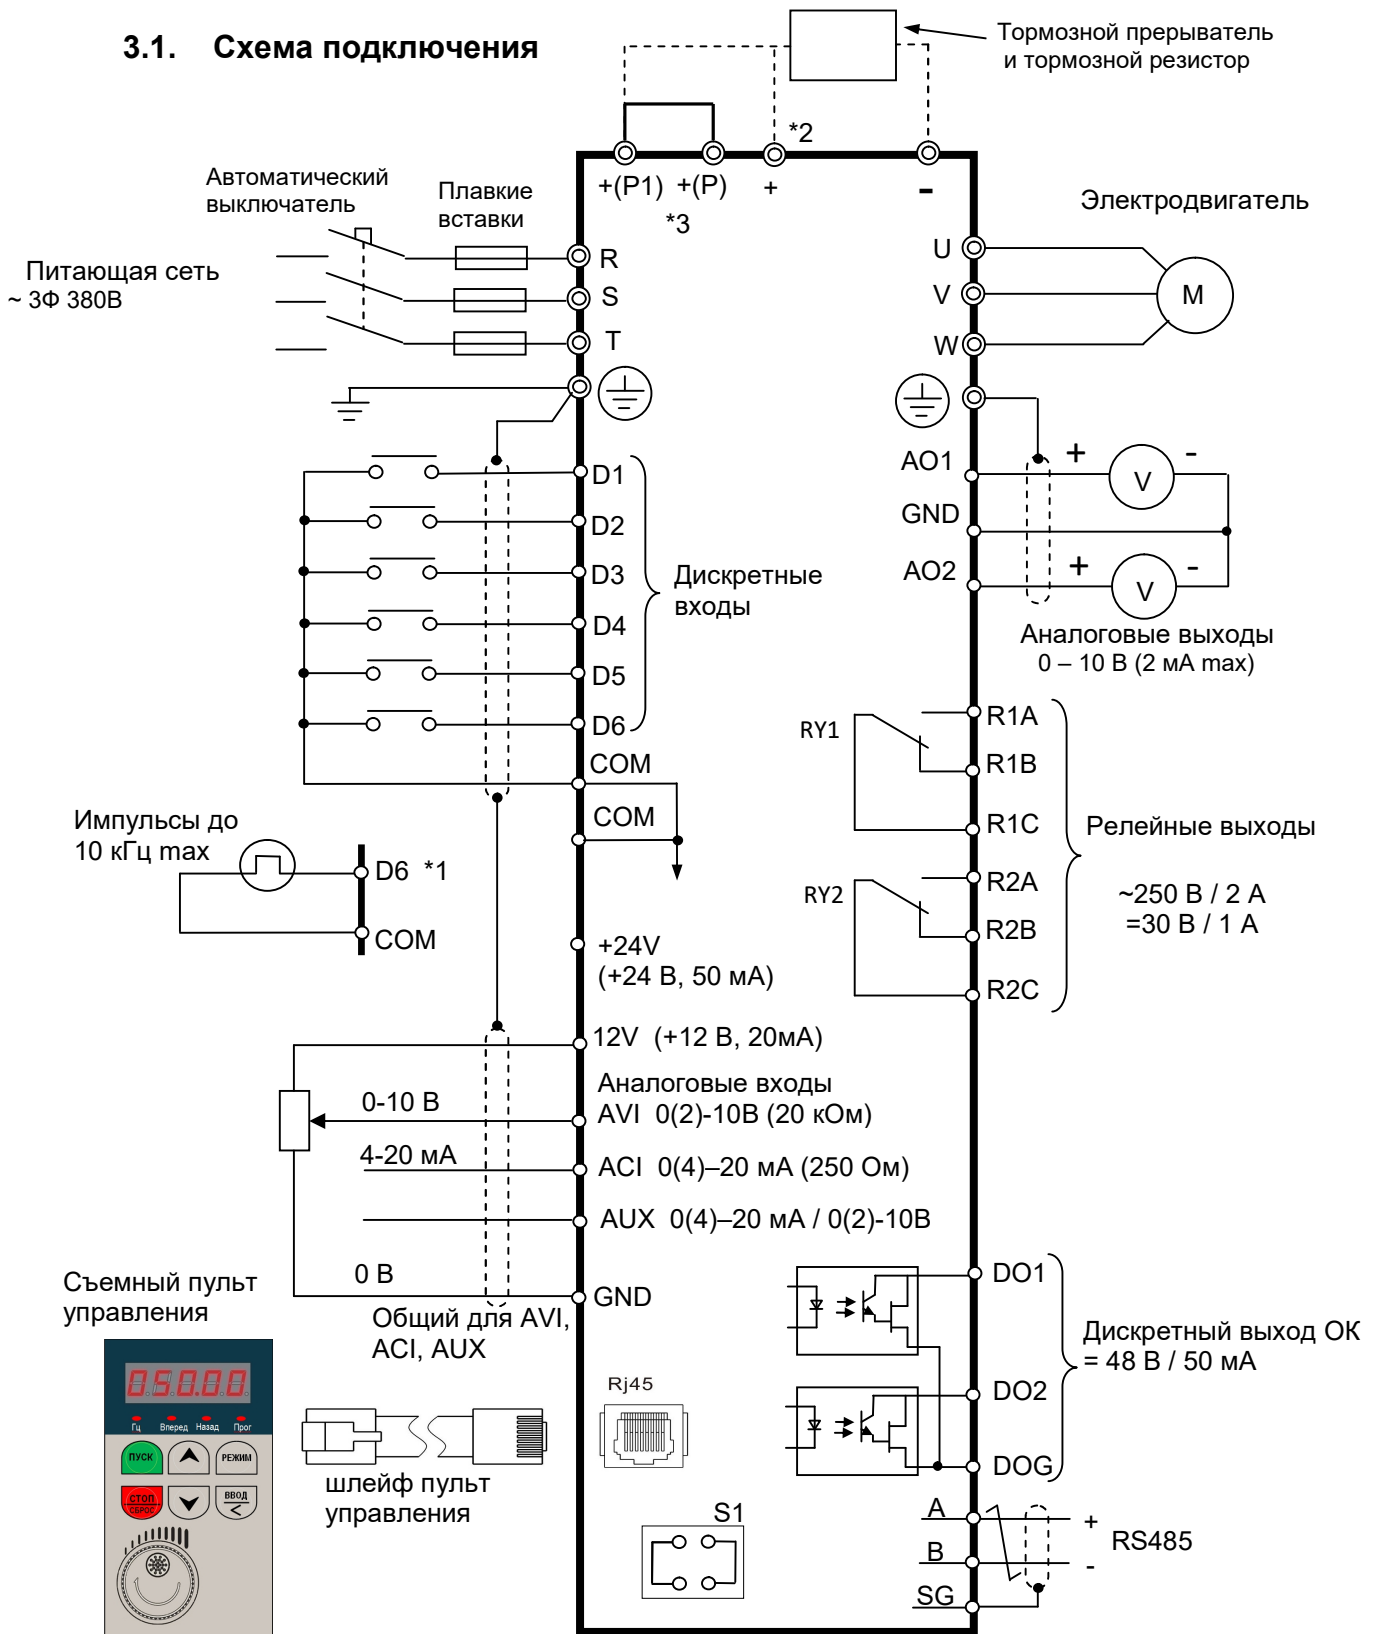 3.1. Схема подключения
Тормозной прерыватель
и тормозной резистор
*2
+(P1) +(P) + -
*3
Автоматический
выключатель
Плавкие
вставки
Электродвигатель
Питающая сеть
~ 3Ф 380В
R
S
T
U
V
W
M
AO1
+ V -
GND
AO2
+ V -
Аналоговые выходы
0 – 10 В (2 мА max)
D1
D2
D3
D4
D5
D6
Дискретные
входы
COM
COM
Импульсы до
10 кГц max
D6 *1
COM
RY1
R1A
R1B
R1C
RY2
R2A
R2B
R2C
Релейные выходы
~250 В / 2 А
=30 В / 1 А
+24V
(+24 В, 50 мА)
12V (+12 В, 20мА)
Аналоговые входы
0-10 В
AVI 0(2)-10В (20 кОм)
4-20 мА
ACI 0(4)–20 мА (250 Ом)
AUX 0(4)–20 мА / 0(2)-10В
0 В
GND
Общий для AVI,
ACI, AUX
Съемный пульт
управления
050.00
Гц Вперед Назад Прог
ПУСК
РЕЖИМ
СТОП
СБРОС
ВВОД
<
шлейф пульт
управления
Rj45
S1
DO1
DO2
DOG
Дискретный выход ОК
= 48 В / 50 мА
A
B
SG
+
-
RS485